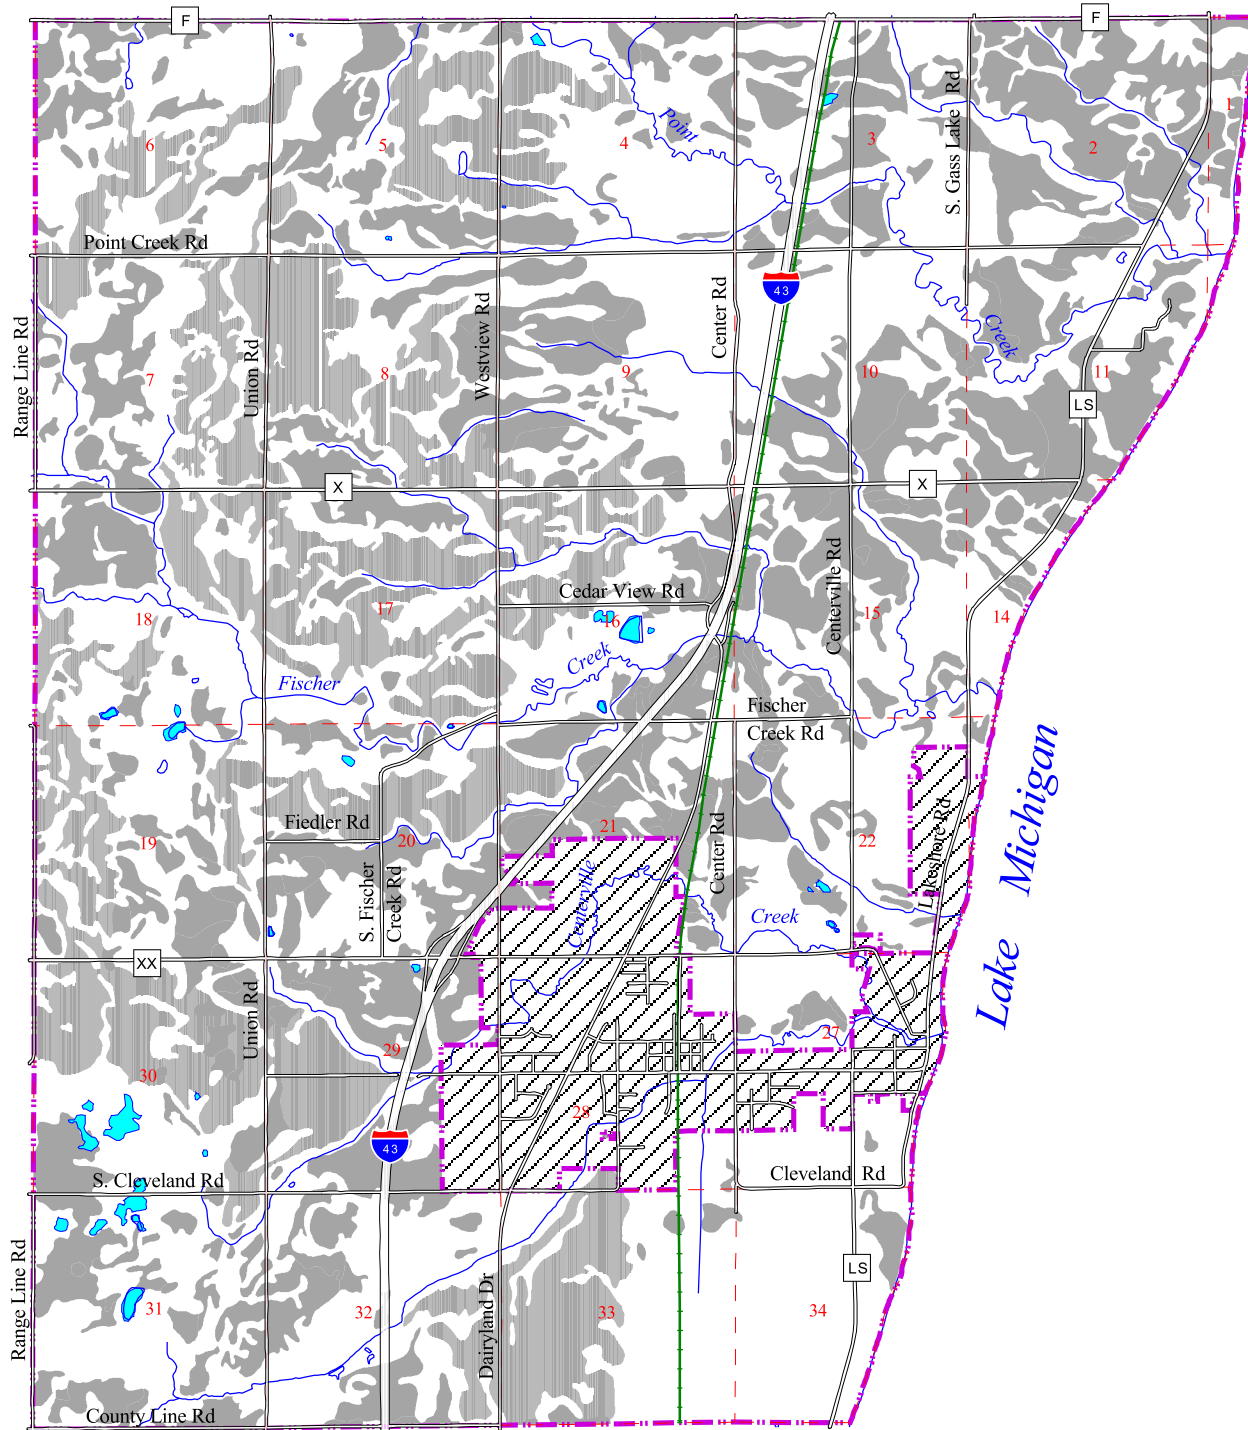 F
F
1
S. Gass Lake Rd
6
5
4
Point
3
2
Point Creek Rd
43
Range Line Rd
Union Rd
Westview Rd
Center Rd
Creek
7
8
9
10
11
LS
X
X
Cedar View Rd
Centerville Rd
18
17
16
15
14
Creek
Fischer
Fischer
Creek Rd
Lake Michigan
Fiedler Rd
19
20
21
22
S. Fischer
Creek Rd
Centerville
Center Rd
Lakeshore Rd
Creek
XX
Union Rd
30
29
28
27
43
S. Cleveland Rd
Cleveland Rd
Range Line Rd
LS
31
32
Dairyland Dr
33
34
County Line Rd